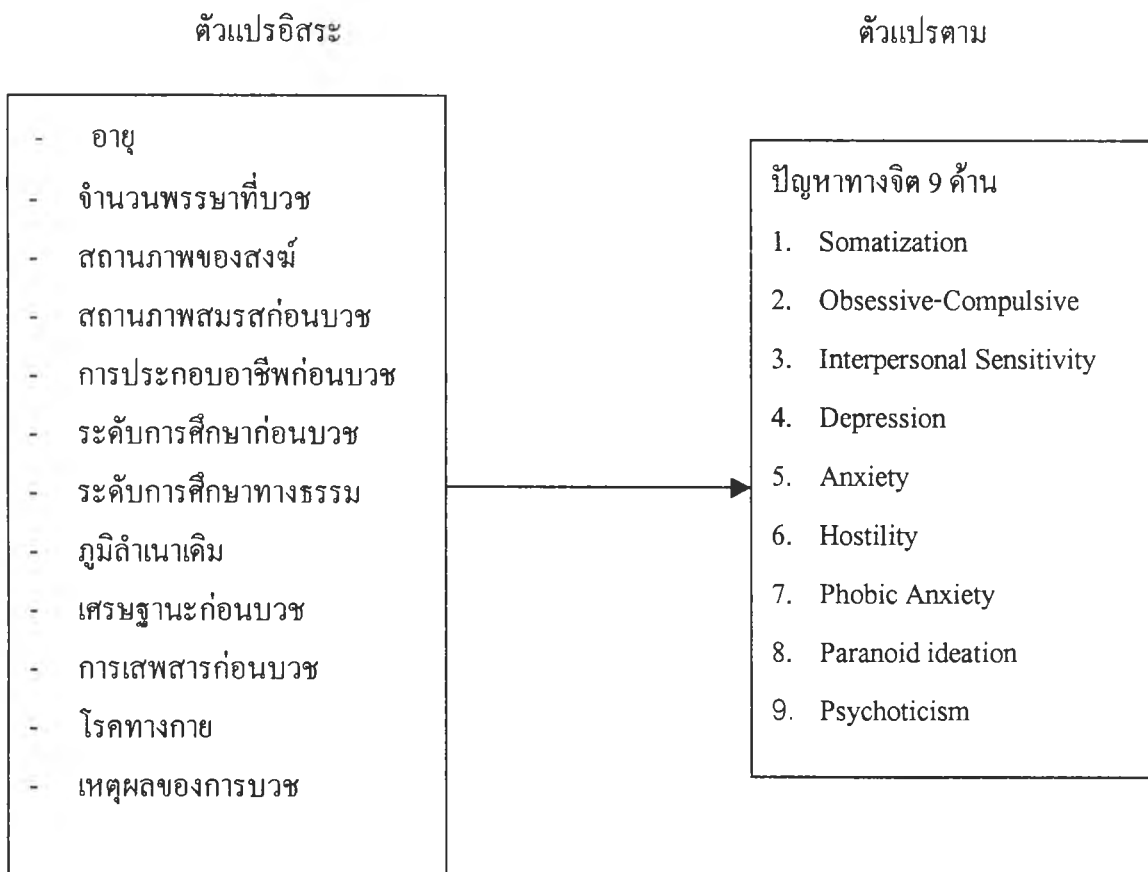 ตัวแปรอิสระ
ตัวแปรตาม
- อายุ
- จำนวนพรรษาที่บวช
- สถานภาพของสงฆ์
- สถานภาพสมรสก่อนบวช
- การประกอบอาชีพก่อนบวช
- ระดับการศึกษาก่อนบวช
- ระดับการศึกษาทางธรรม
- ภูมิลำเนาเดิม
- เศรษฐานะก่อนบวช
- การเสพสารก่อนบวช
- โรคทางกาย
- เหตุผลของการบวช
ปัญหาทางจิต 9 ด้าน
1. Somatization
2. Obsessive-Compulsive
3. Interpersonal Sensitivity
4. Depression
5. Anxiety
6. Hostility
7. Phobic Anxiety
8. Paranoid ideation
9. Psychoticism